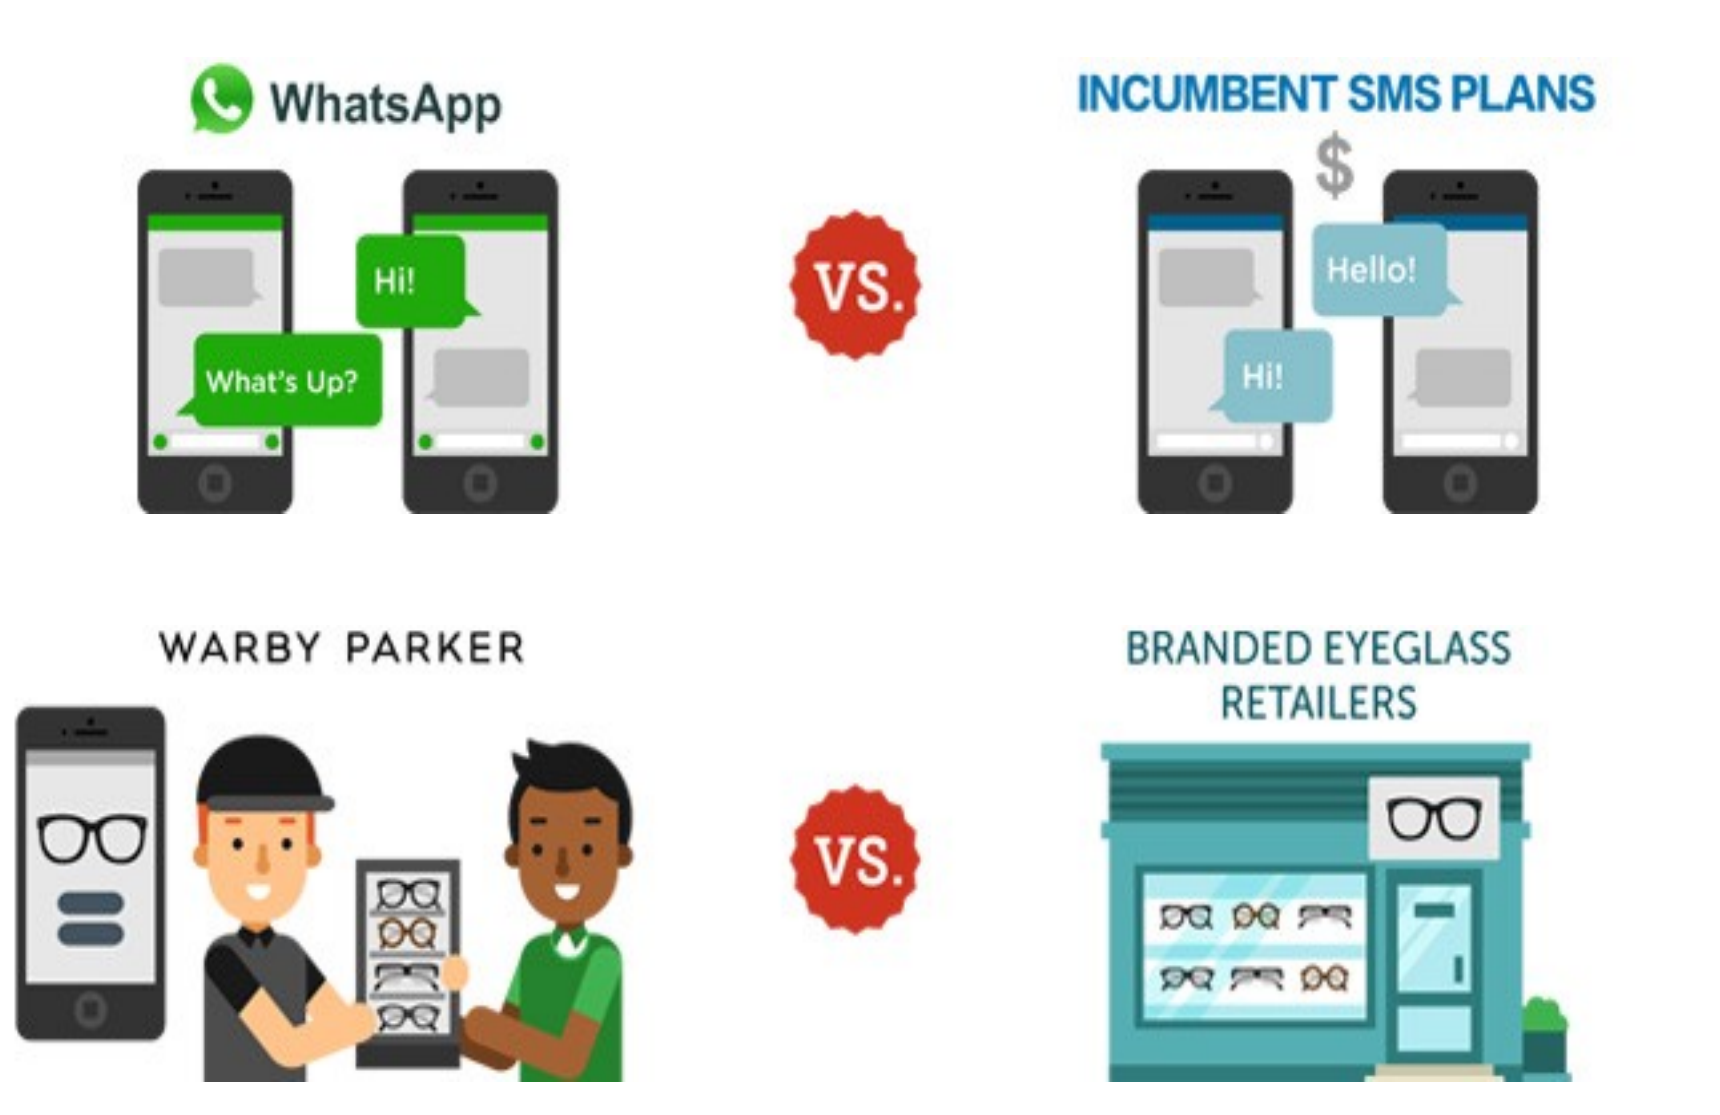 WhatsApp
INCUMBENT SMS PLANS
$
Hi!
What's Up?
VS.
Hello!
Hi!
WARBY PARKER
BRANDED EYEGLASS
RETAILERS
VS.